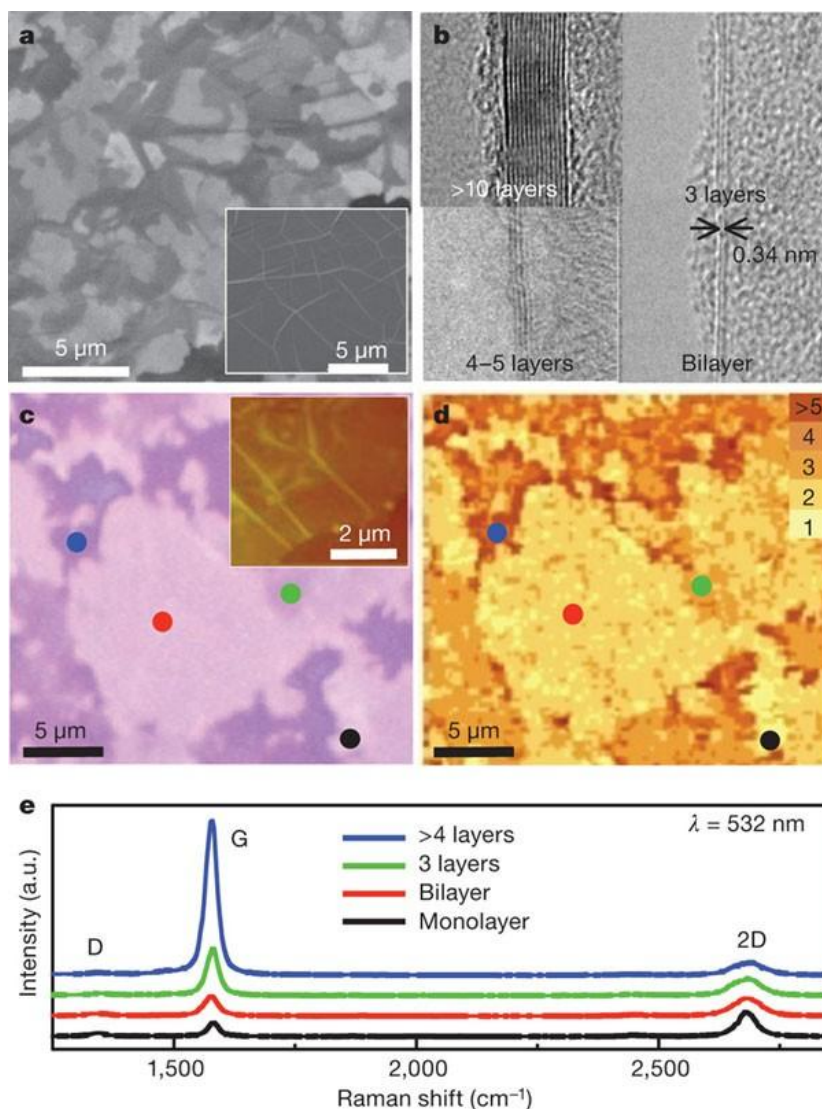 a
5 μm
5 μm
b
>10 layers
3 layers
0.34 nm
4–5 layers
Bilayer
c
2 μm
5 μm
d
>5
4
3
2
1
5 μm
e
Intensity (a.u.)
D
G
>4 layers
3 layers
Bilayer
Monolayer
λ = 532 nm
2D
1,500
2,000
2,500
Raman shift (cm⁻¹)